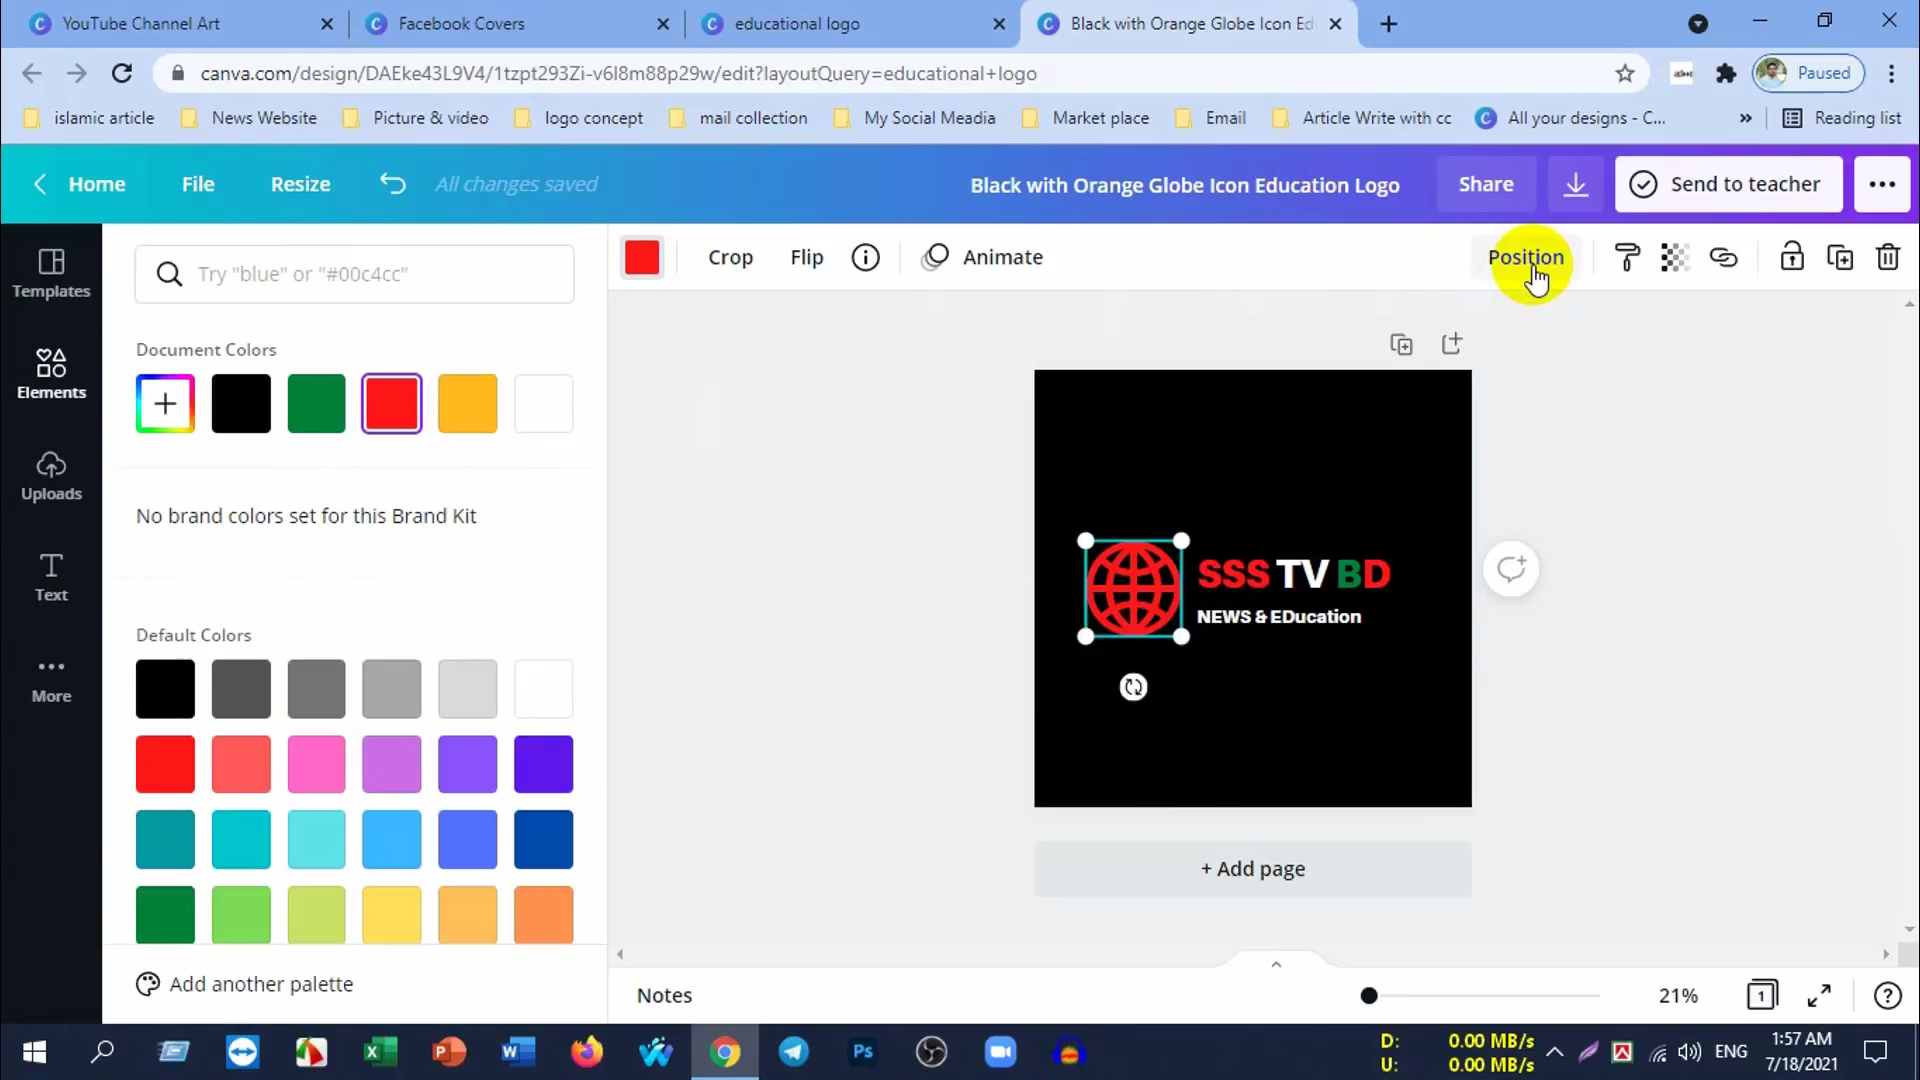 YouTube Channel Art
Facebook Covers
educational logo
Black with Orange Globe Icon Ed
canva.com/design/DAEke43L9V4/1tzpt293Zi-v6I8m88p29w/edit?layoutQuery=educational+logo
Paused
islamic article
News Website
Picture & video
logo concept
mail collection
My Social Meadia
Market place
Email
Article Write with cc
All your designs - C...
Reading list
Home
File
Resize
All changes saved
Black with Orange Globe Icon Education Logo
Share
Send to teacher
Templates
Elements
Uploads
Text
More
Try "blue" or "#00c4cc"
Crop
Flip
Animate
Position
Document Colors
No brand colors set for this Brand Kit
Default Colors
Add another palette
SSS TV BD
NEWS & EDucation
+ Add page
Notes
21%
1
D: 0.00 MB/s
U: 0.00 MB/s
ENG
1:57 AM
7/18/2021